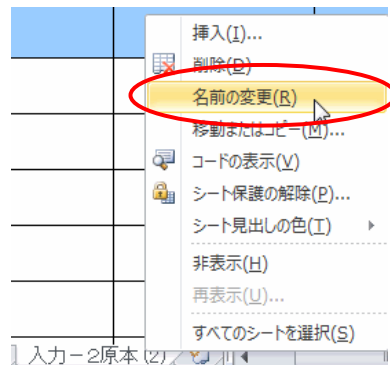 挿入(I)...
削除(D)
名前の変更(R)
移動またはコピー(M)...
コードの表示(V)
シート保護の解除(P)...
シート見出しの色(T)
非表示(H)
再表示(U)...
すべてのシートを選択(S)
入力－2原本 (2)